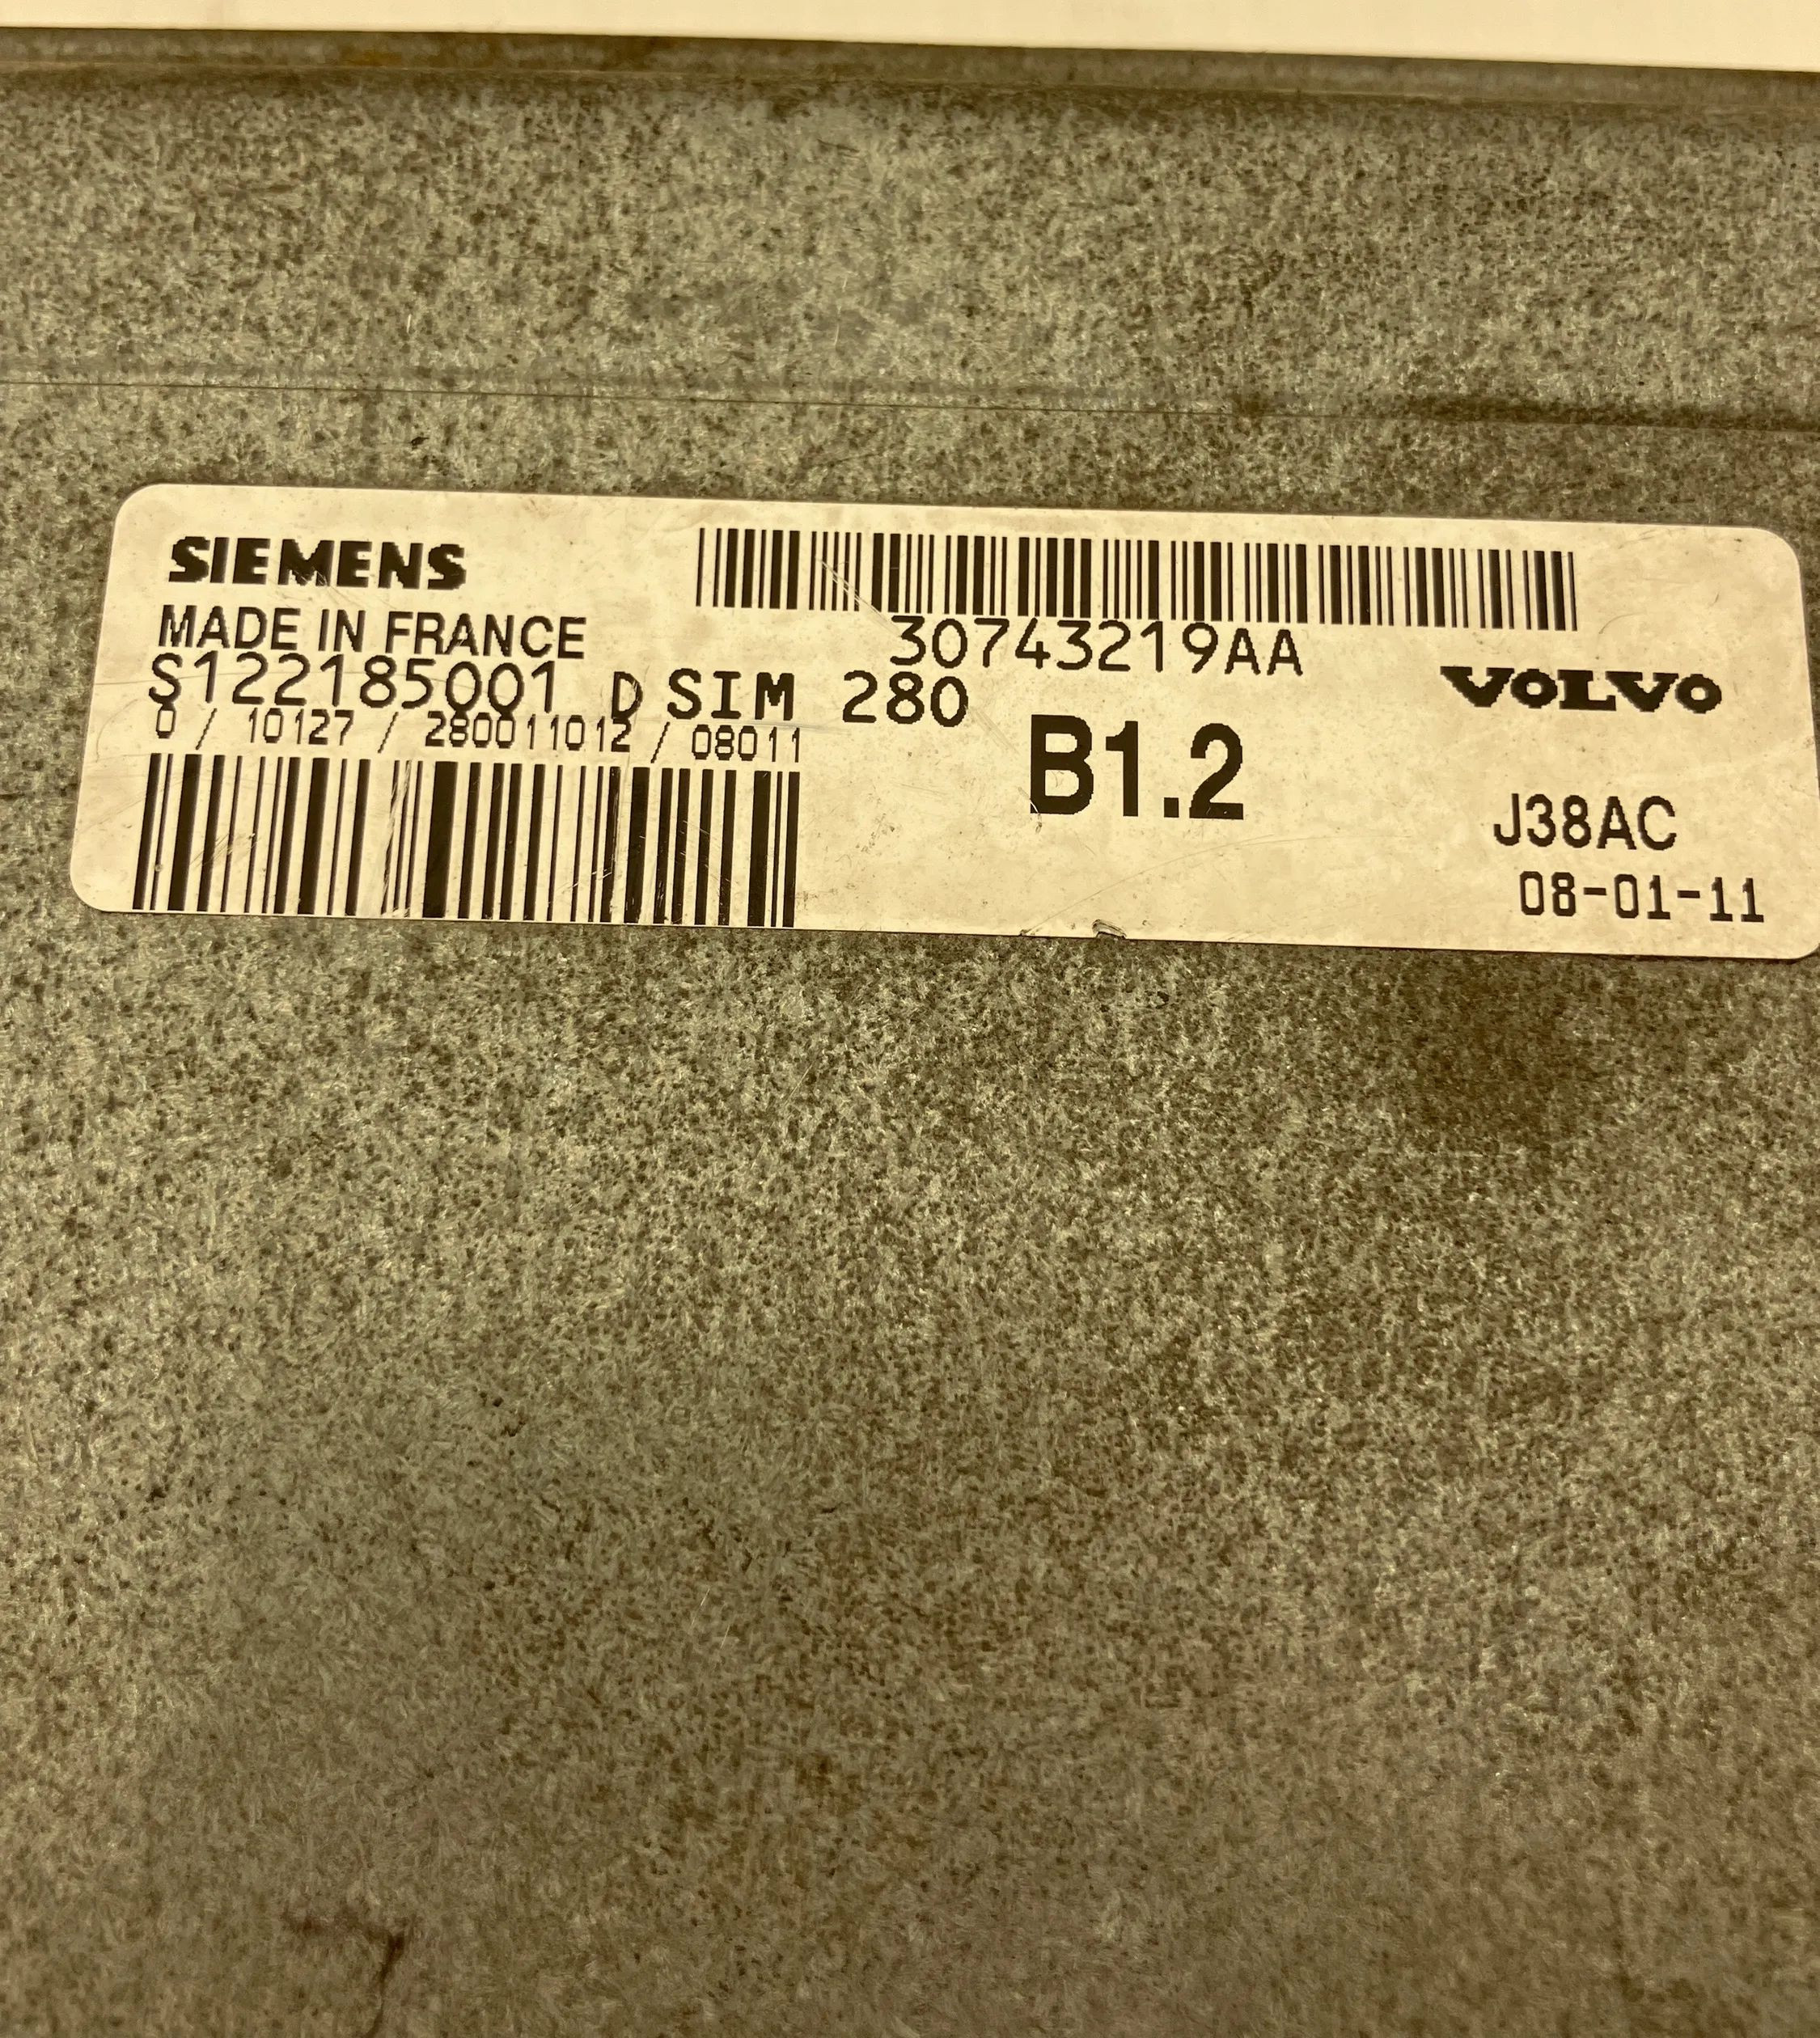 SIEMENS
30743219AA
MADE IN FRANCE
S122185001 D SIM 280
VOLVO
0 / 10127 / 280011012 / 08011
B1.2
J38AC
08-01-11